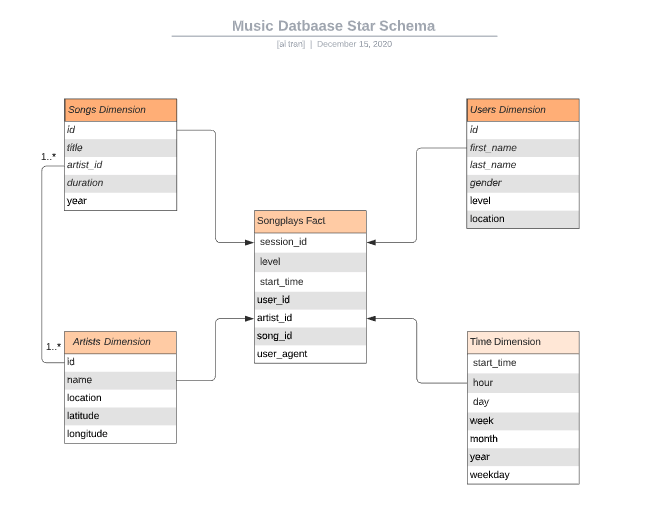 Music Datbaase Star Schema
[al tran] | December 15, 2020
Songs Dimension
id
title
artist_id
duration
year
1..*
Users Dimension
id
first_name
last_name
gender
level
location
Songplays Fact
session_id
level
start_time
user_id
artist_id
song_id
user_agent
1..*
Artists Dimension
id
name
location
latitude
longitude
Time Dimension
start_time
hour
day
week
month
year
weekday